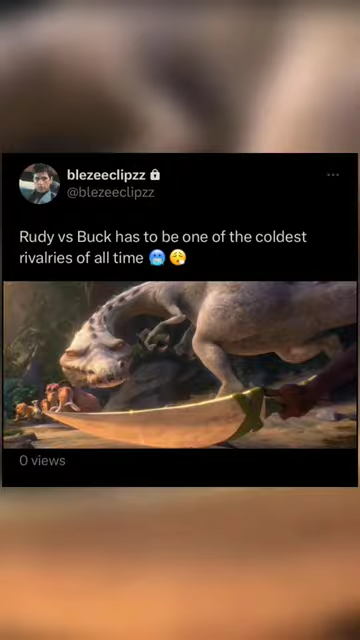 blezeeclipzz 🔒
@blezeeclipzz
Rudy vs Buck has to be one of the coldest
rivalries of all time 🥶😮‍💨
0 views